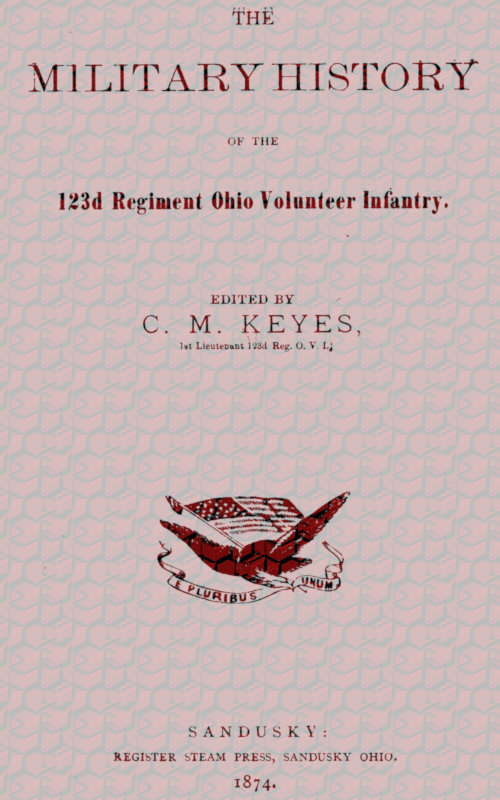 THE
MILITARY HISTORY
OF THE
123d Regiment Ohio Volunteer Infantry.
EDITED BY
C. M. KEYES,
1st Lieutenant 123d Reg. O. V. I.;
E PLURIBUS UNUM
SANDUSKY:
REGISTER STEAM PRESS, SANDUSKY OHIO.
1874.